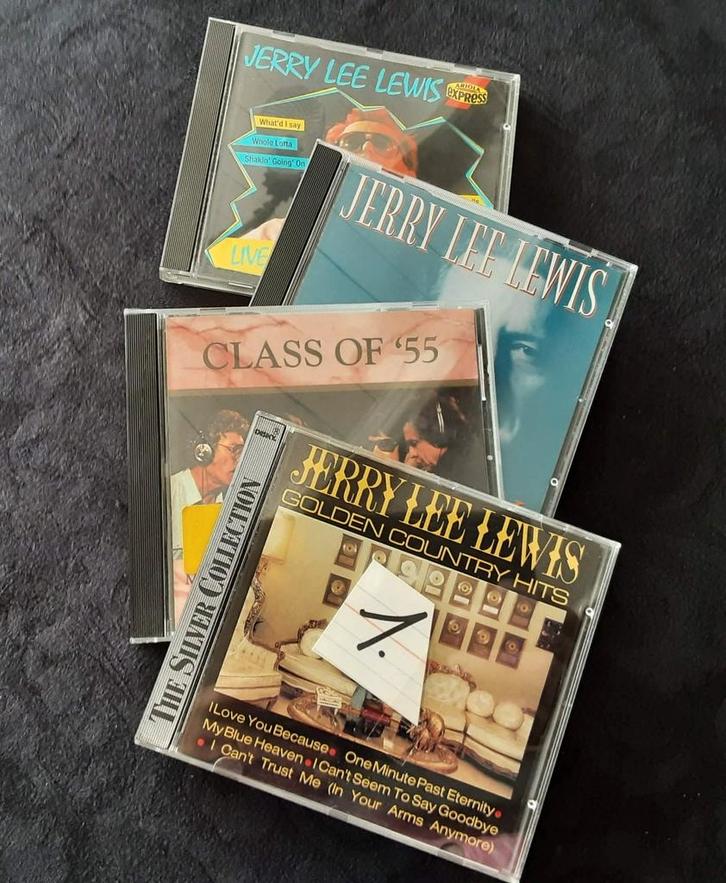 JERRY LEE LEWIS
ARIOLA
express
What'd I say
Whole Lotta
Shakin' Going' On
LIVE
JERRY LEE LEWIS
CLASS OF '55
M
DISKY
THE SILVER COLLECTION
JERRY LEE LEWIS
GOLDEN COUNTRY HITS
1.
I Love You Because • One Minute Past Eternity •
My Blue Heaven • I Can't Seem To Say Goodbye
• I Can't Trust Me (In Your Arms Anymore)